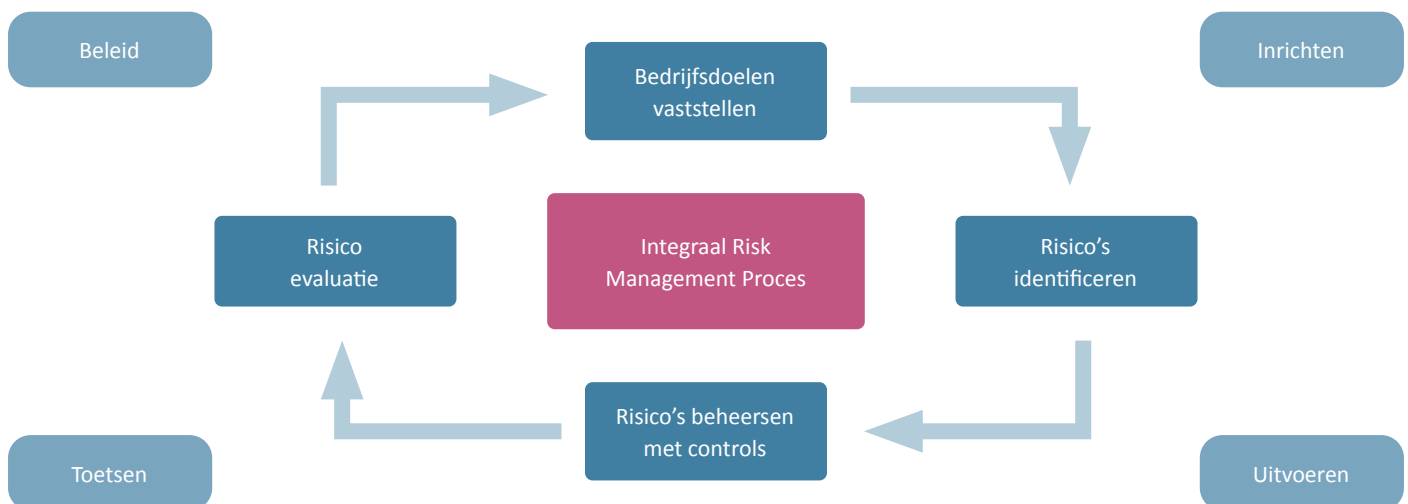 Beleid
Inrichten
Bedrijfsdoelen
vaststellen
Risico
evaluatie
Integraal Risk
Management Proces
Risico’s
identificeren
Risico’s beheersen
met controls
Toetsen
Uitvoeren